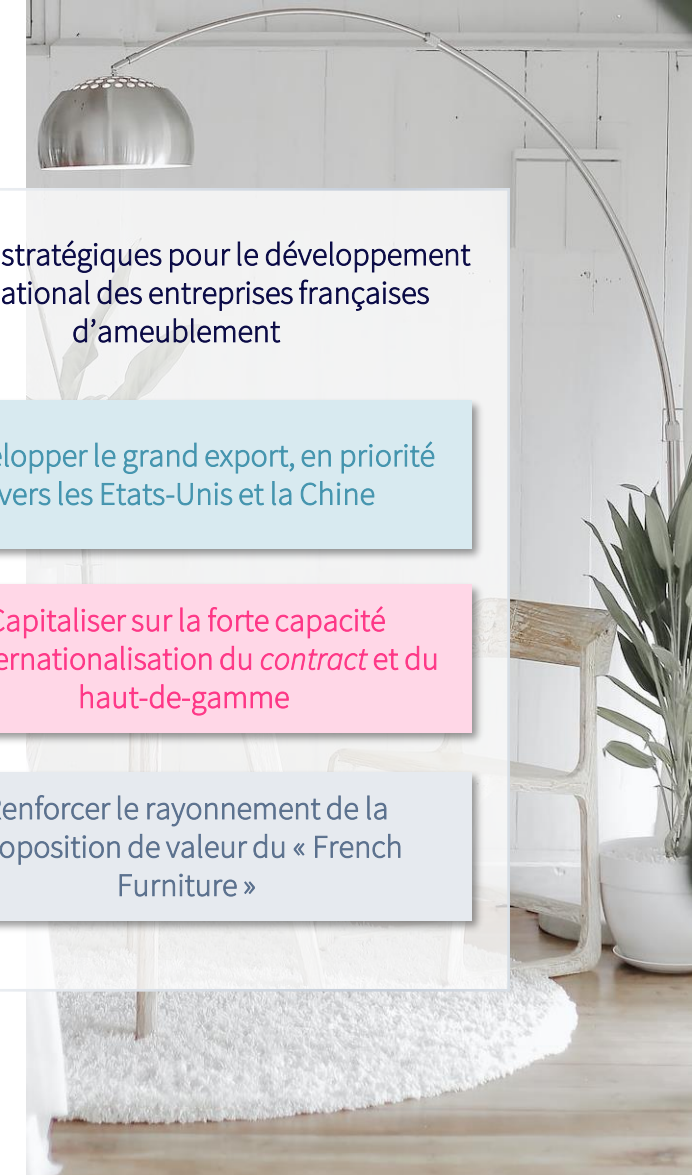 stratégiques pour le développement
ational des entreprises françaises
d’ameublement
elopper le grand export, en priorité
vers les Etats-Unis et la Chine
Capitaliser sur la forte capacité
ernationalisation du contract et du
haut-de-gamme
Renforcer le rayonnement de la
oposition de valeur du « French
Furniture »